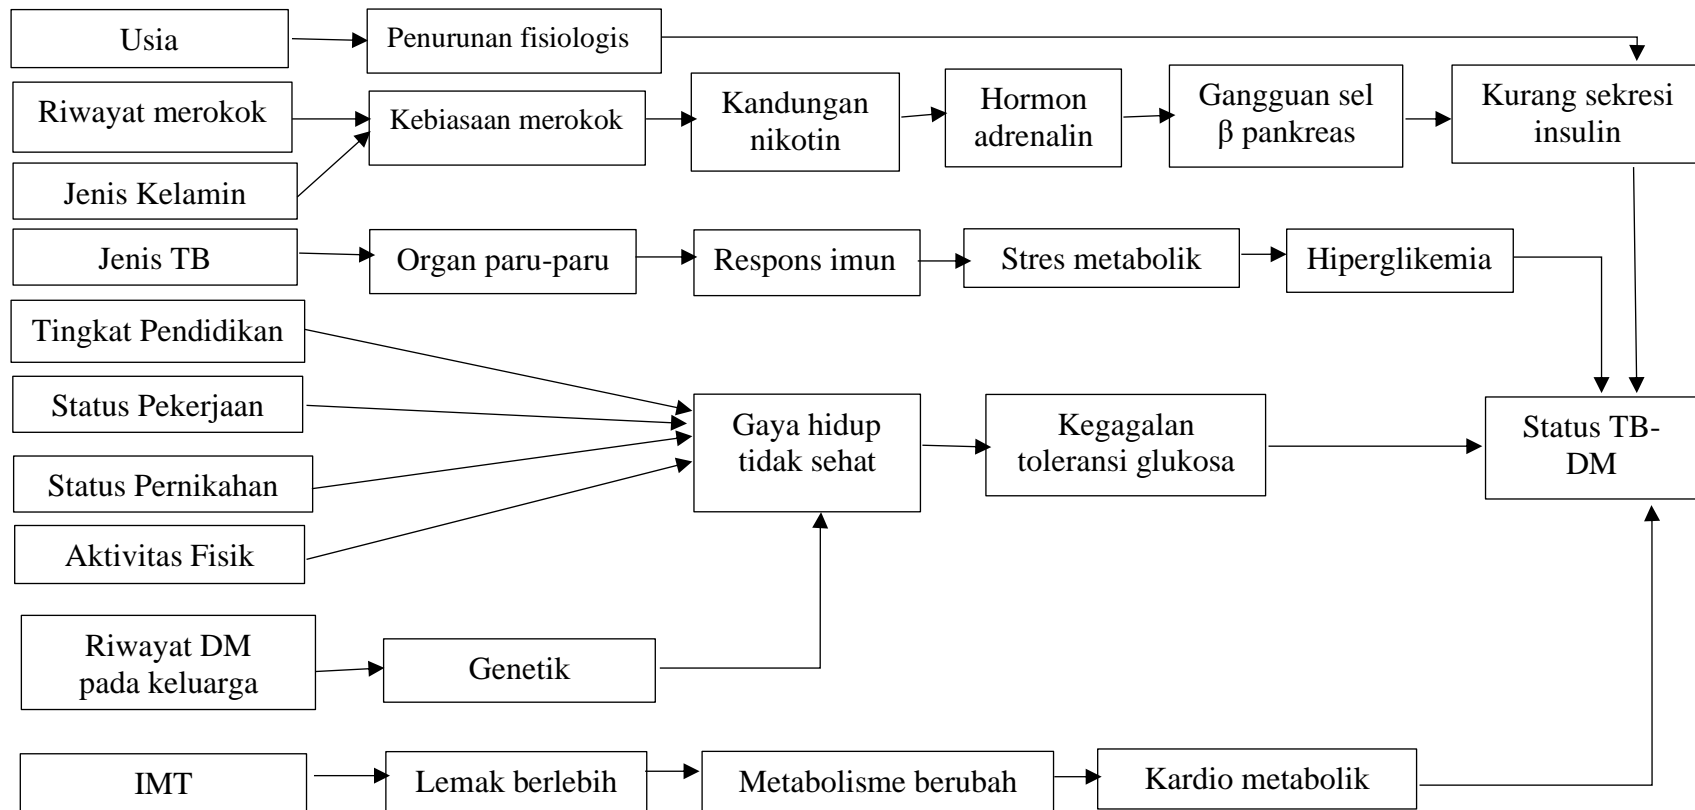 Usia
Penurunan fisiologis
Riwayat merokok
Kebiasaan merokok
Kandungan
nikotin
Hormon
adrenalin
Gangguan sel
β pankreas
Kurang sekresi
insulin
Jenis Kelamin
Jenis TB
Organ paru-paru
Respons imun
Stres metabolik
Hiperglikemia
Tingkat Pendidikan
Status Pekerjaan
Status Pernikahan
Aktivitas Fisik
Gaya hidup
tidak sehat
Kegagalan
toleransi glukosa
Status TB-
DM
Riwayat DM
pada keluarga
Genetik
IMT
Lemak berlebih
Metabolisme berubah
Kardio metabolik